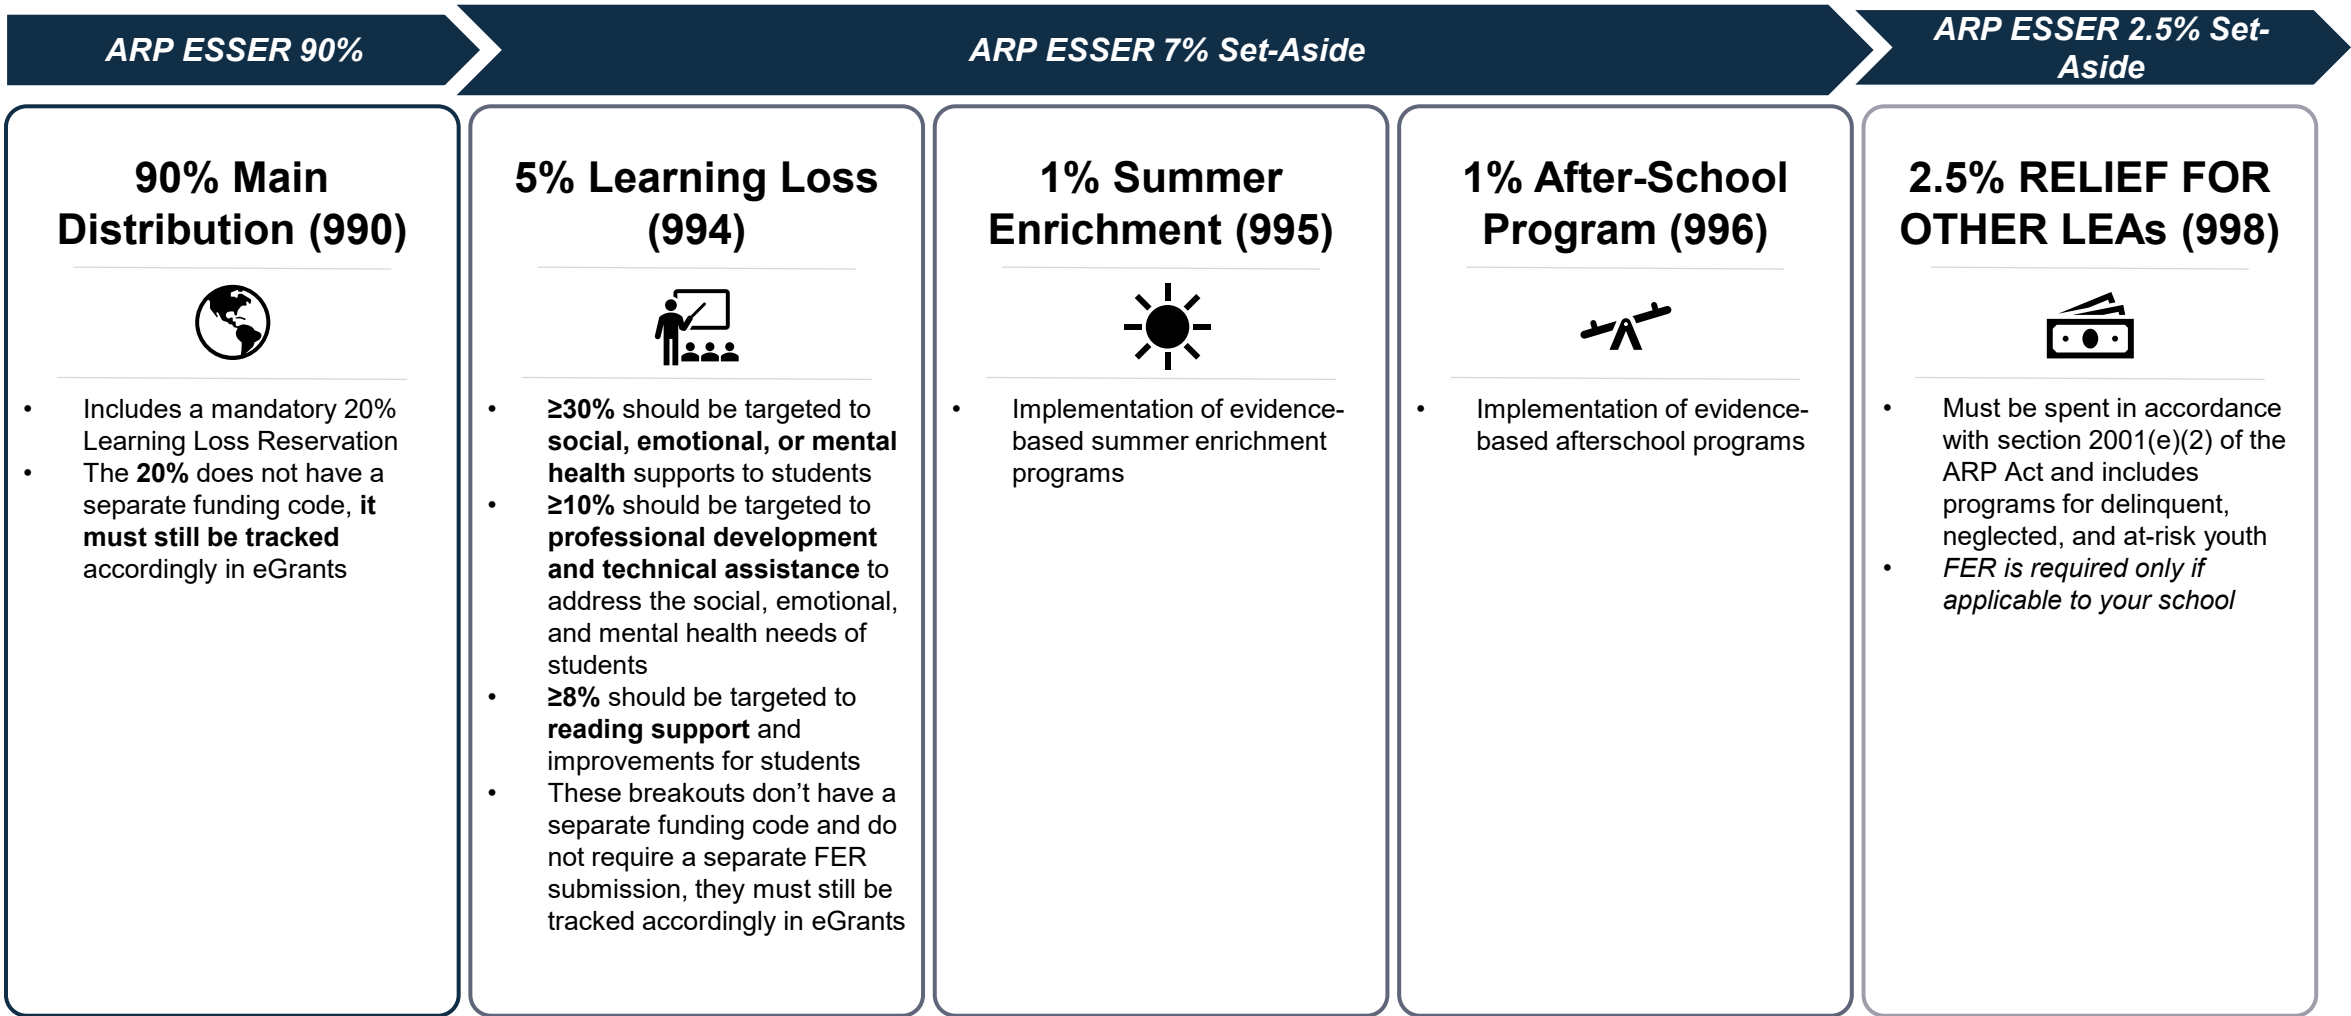 ARP ESSER 90%
ARP ESSER 7% Set-Aside
ARP ESSER 2.5% Set-
Aside
90% Main
Distribution (990)
• Includes a mandatory 20%
Learning Loss Reservation
• The 20% does not have a
separate funding code, it
must still be tracked
accordingly in eGrants
5% Learning Loss
(994)
• ≥30% should be targeted to
social, emotional, or mental
health supports to students
• ≥10% should be targeted to
professional development
and technical assistance to
address the social, emotional,
and mental health needs of
students
• ≥8% should be targeted to
reading support and
improvements for students
• These breakouts don’t have a
separate funding code and do
not require a separate FER
submission, they must still be
tracked accordingly in eGrants
1% Summer
Enrichment (995)
• Implementation of evidence-
based summer enrichment
programs
1% After-School
Program (996)
• Implementation of evidence-
based afterschool programs
2.5% RELIEF FOR
OTHER LEAs (998)
• Must be spent in accordance
with section 2001(e)(2) of the
ARP Act and includes
programs for delinquent,
neglected, and at-risk youth
• FER is required only if
applicable to your school